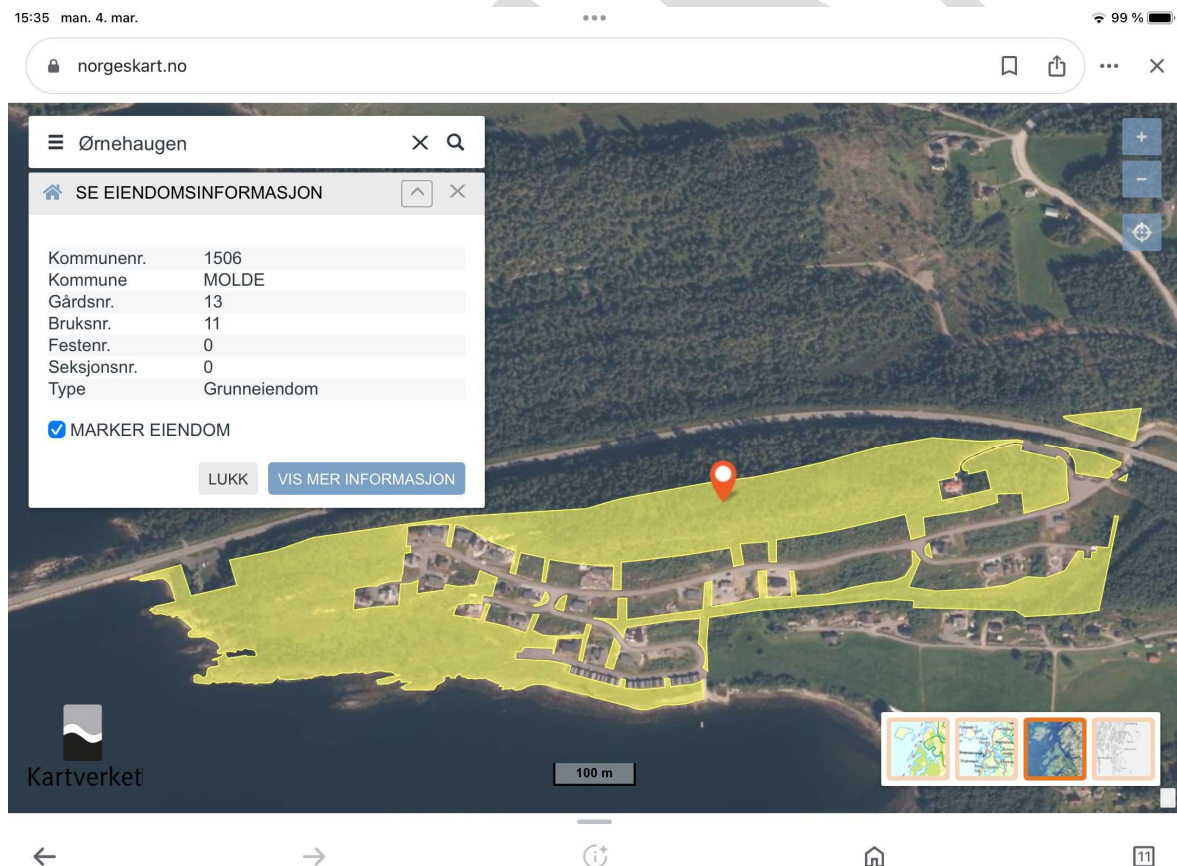 15:35 man. 4. mar.
99 %
norgeskart.no
Ørnehaugen
SE EIENDOMSINFORMASJON
Kommunenr. 1506
Kommune MOLDE
Gårdsnr. 13
Bruksnr. 11
Festenr. 0
Seksjonsnr. 0
Type Grunneiendom
MARKER EIENDOM
LUKK VIS MER INFORMASJON
Kartverket
100 m
11